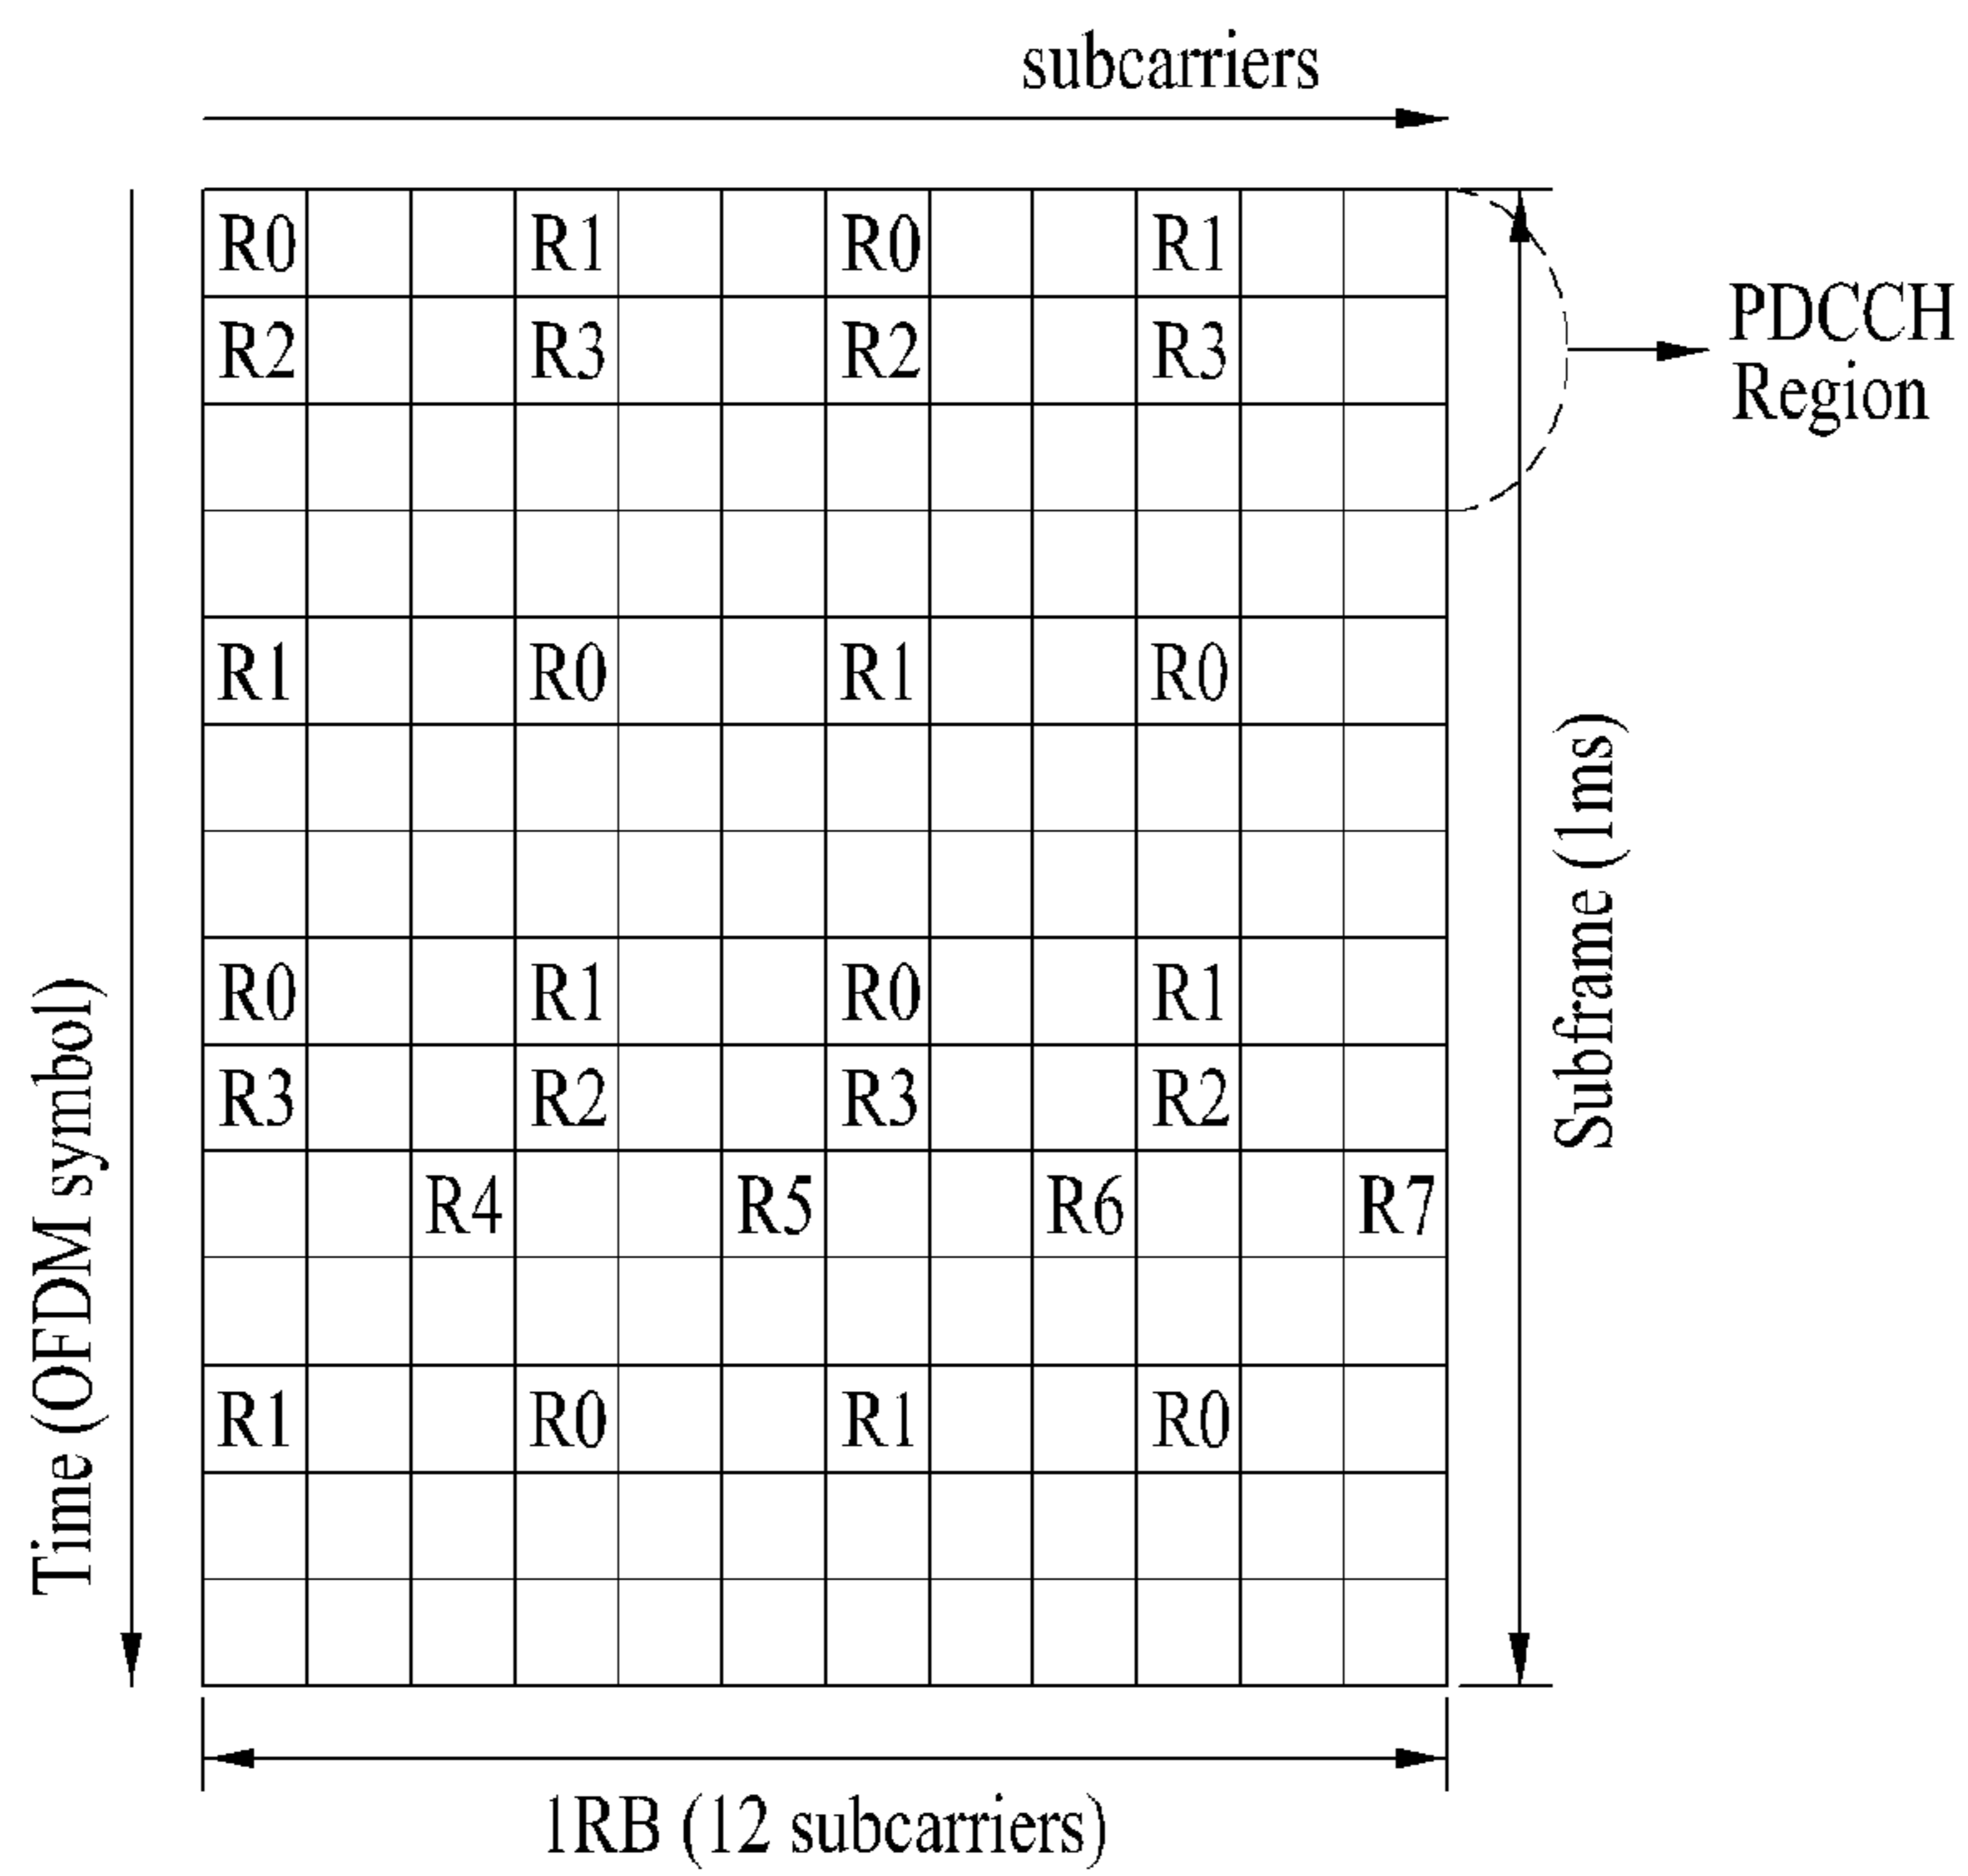 subcarriers
R0 R1 R0 R1
R2 R3 R2 R3
PDCCH
Region
R1 R0 R1 R0
R0 R1 R0 R1
R3 R2 R3 R2
R4 R5 R6 R7
R1 R0 R1 R0
Time (OFDM symbol)
Subframe (1ms)
1RB (12 subcarriers)